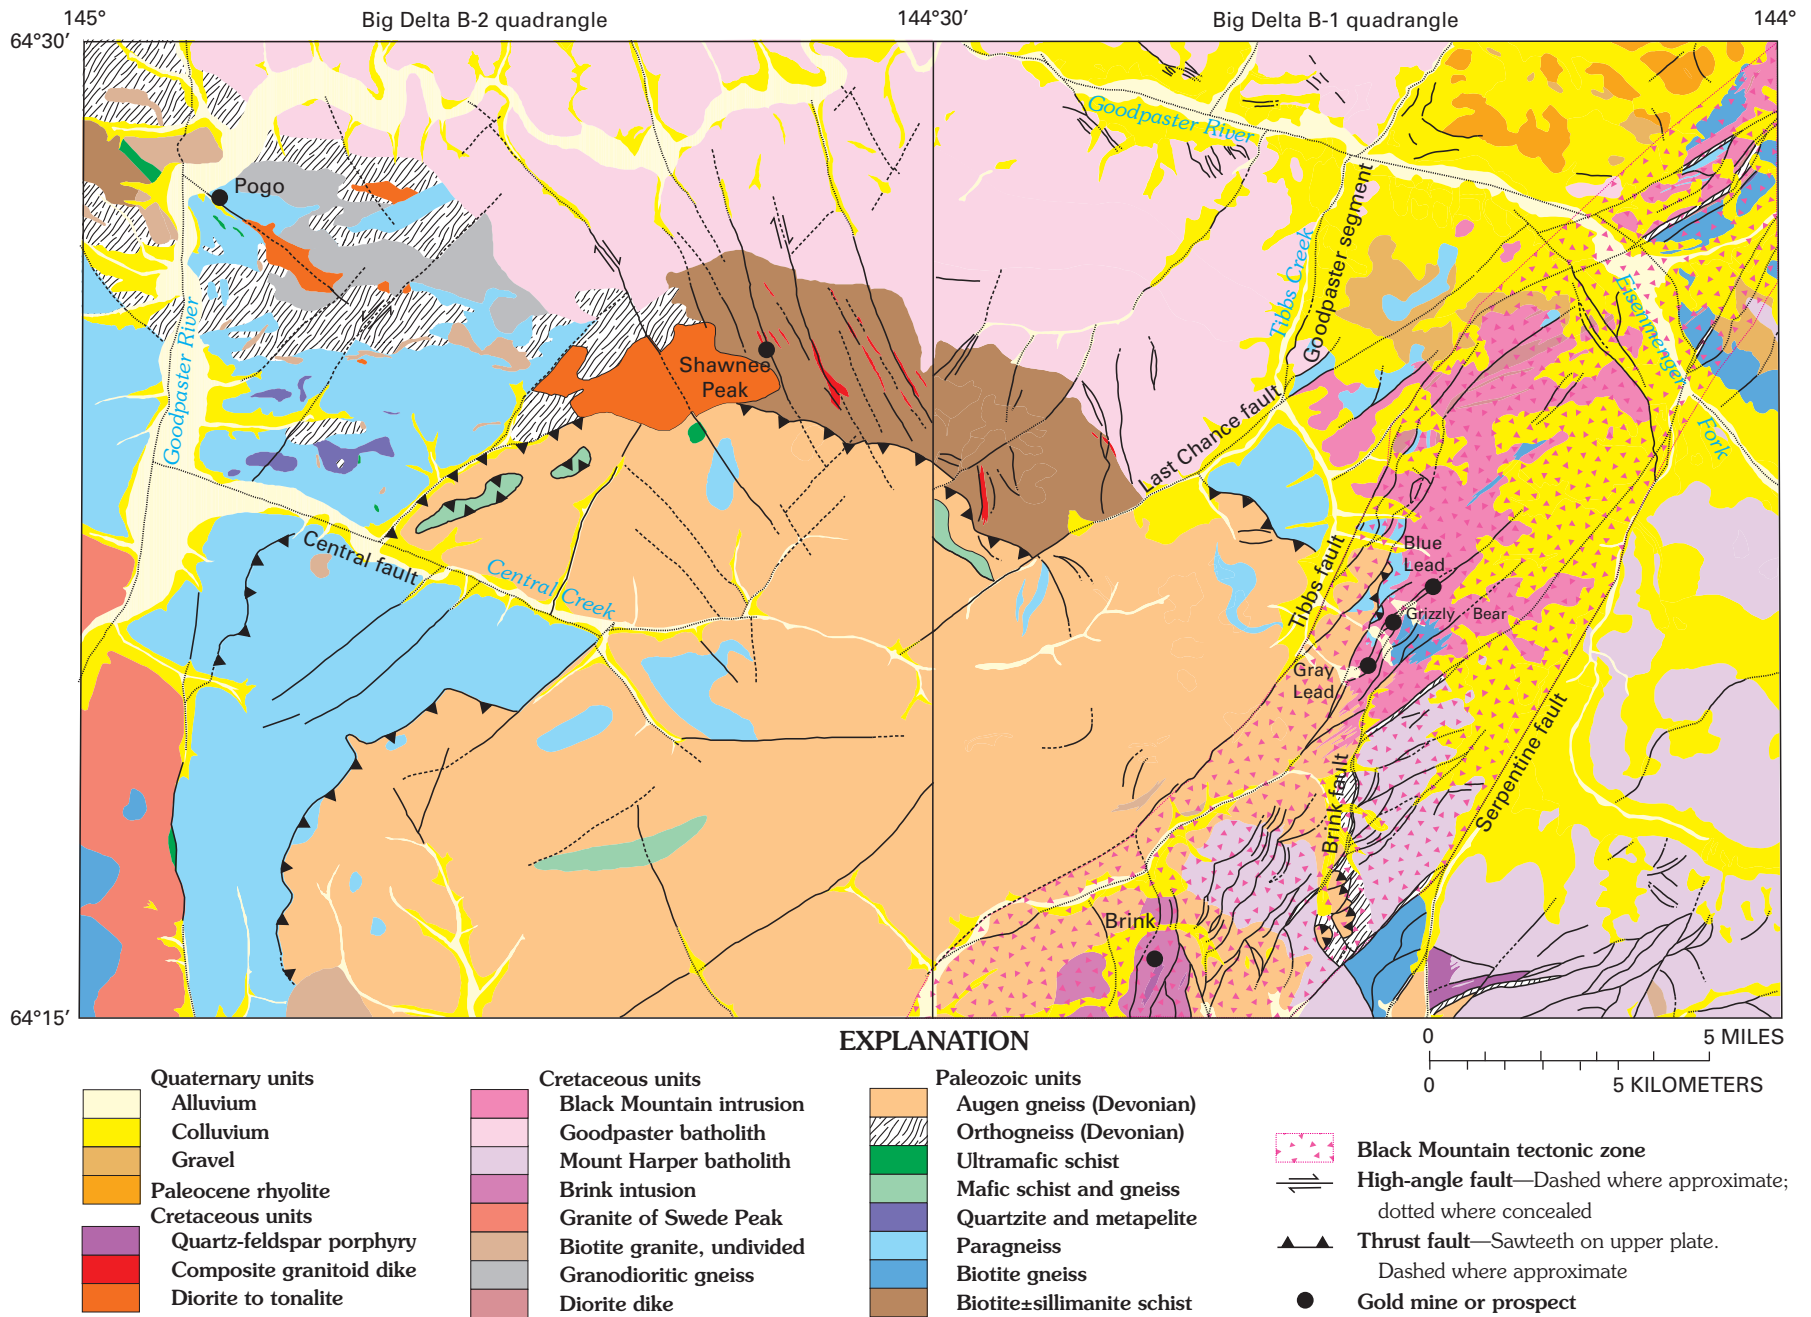 145°
Big Delta B-2 quadrangle
144°30′
Big Delta B-1 quadrangle
144°
64°30′
Goodpaster River
Pogo
Goodpaster segment
Tibbs Creek
Eisenmenger
Fork
Goodpaster River
Shawnee
Peak
Last Chance fault
Central fault
Central Creek
Tibbs fault
Blue
Lead
Grizzly Bear
Gray
Lead
Serpentine fault
Brink fault
Brink
64°15′
EXPLANATION
0 5 MILES
0 5 KILOMETERS
Quaternary units
Alluvium
Colluvium
Gravel
Paleocene rhyolite
Cretaceous units
Quartz-feldspar porphyry
Composite granitoid dike
Diorite to tonalite
Cretaceous units
Black Mountain intrusion
Goodpaster batholith
Mount Harper batholith
Brink intusion
Granite of Swede Peak
Biotite granite, undivided
Granodioritic gneiss
Diorite dike
Paleozoic units
Augen gneiss (Devonian)
Orthogneiss (Devonian)
Ultramafic schist
Mafic schist and gneiss
Quartzite and metapelite
Paragneiss
Biotite gneiss
Biotite±sillimanite schist
Black Mountain tectonic zone
High-angle fault—Dashed where approximate;
dotted where concealed
Thrust fault—Sawteeth on upper plate.
Dashed where approximate
Gold mine or prospect